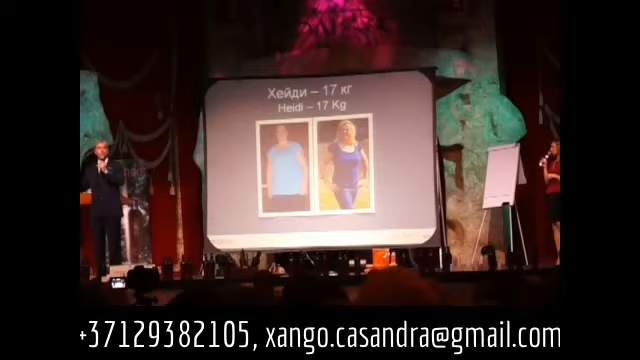 Хейди – 17 кг
Heidi – 17 Kg
+37129382105, xango.casandra@gmail.com